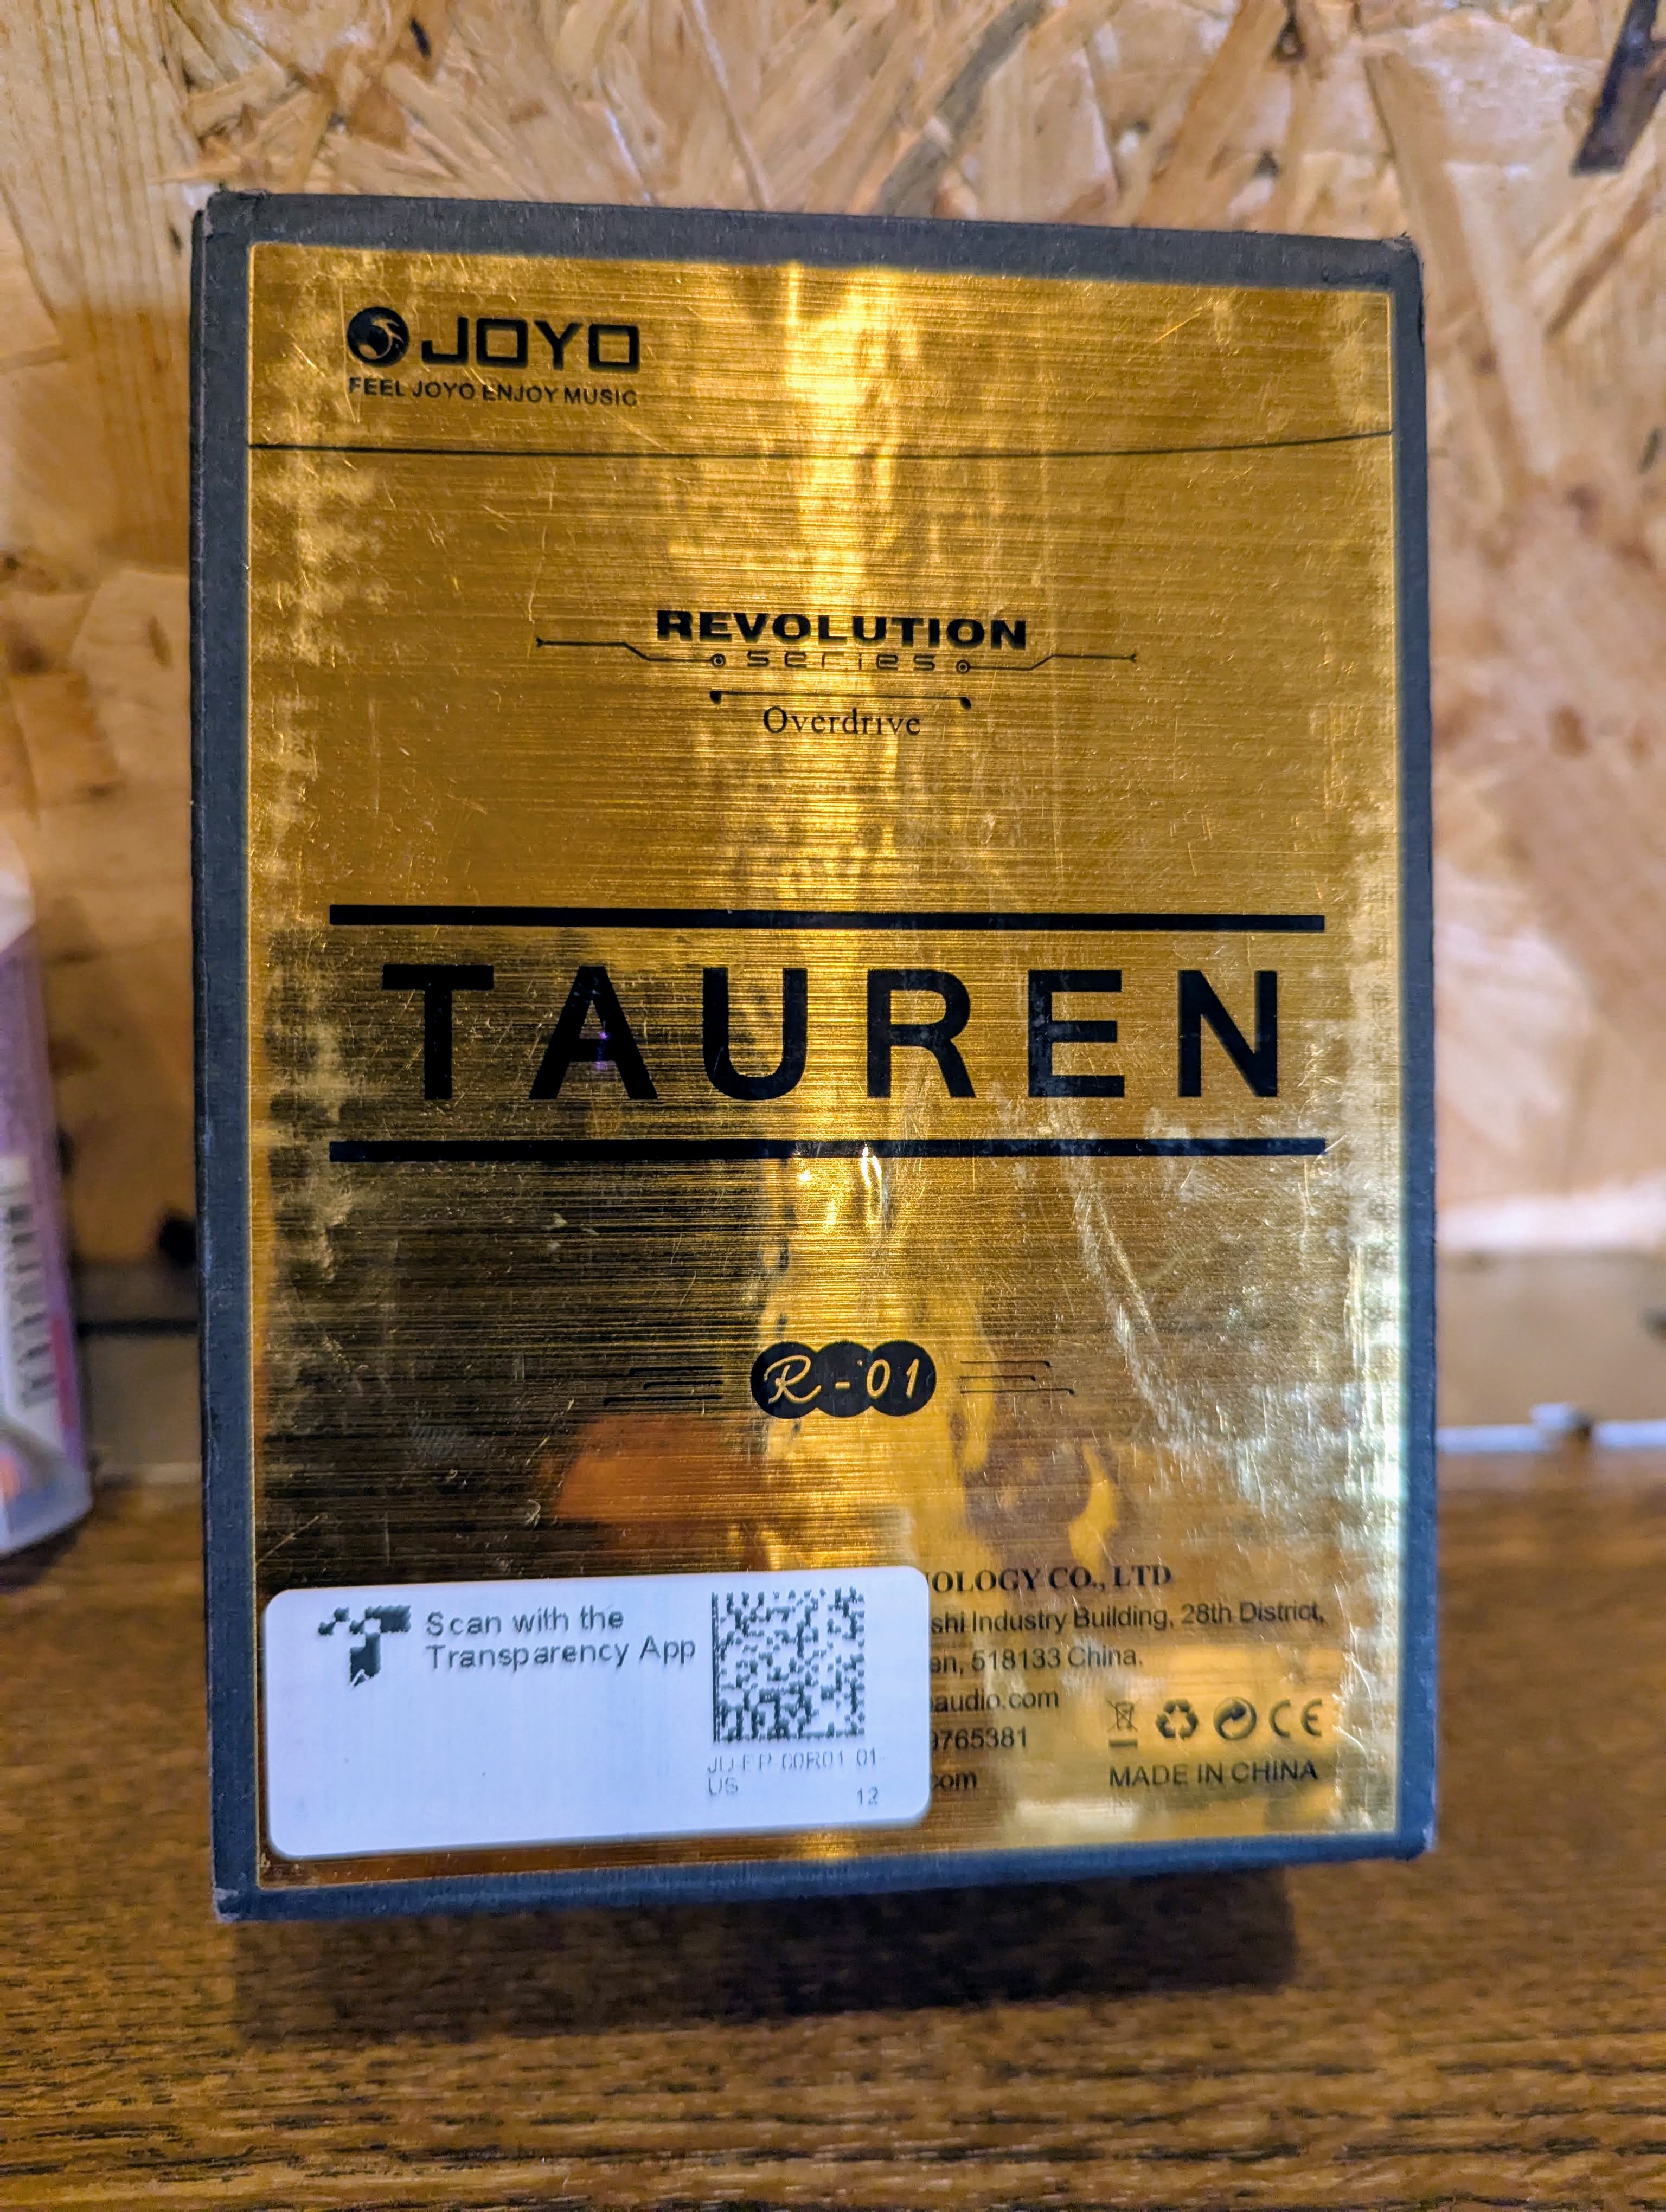 JOYO
FEEL JOYO ENJOY MUSIC
REVOLUTION
series
Overdrive
TAUREN
R-01
Scan with the
Transparency App
JD-EP-00R01-01-
US
12
OLOGY CO., LTD
shi Industry Building, 28th District,
en, 518133 China.
audio.com
9765381
com
CE
MADE IN CHINA